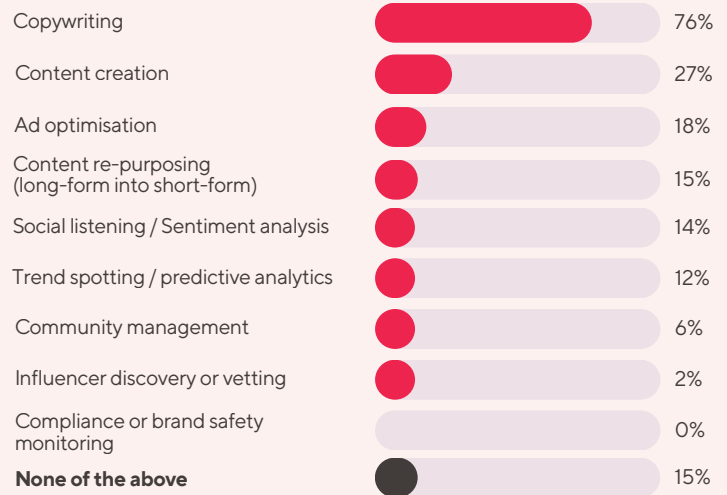 Copywriting 76%
Content creation 27%
Ad optimisation 18%
Content re-purposing
(long-form into short-form) 15%
Social listening / Sentiment analysis 14%
Trend spotting / predictive analytics 12%
Community management 6%
Influencer discovery or vetting 2%
Compliance or brand safety
monitoring 0%
None of the above 15%